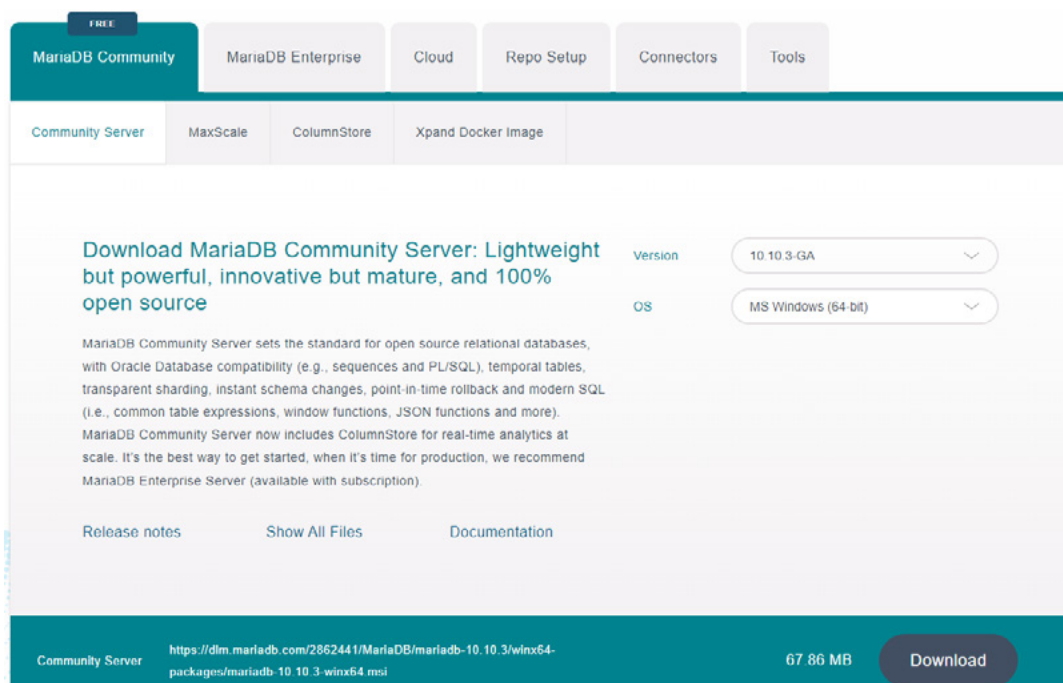 FREE
MariaDB Community
MariaDB Enterprise
Cloud
Repo Setup
Connectors
Tools
Community Server
MaxScale
ColumnStore
Xpand Docker Image
Download MariaDB Community Server: Lightweight
but powerful, innovative but mature, and 100%
open source
Version
10.10.3-GA
OS
MS Windows (64-bit)
MariaDB Community Server sets the standard for open source relational databases,
with Oracle Database compatibility (e.g., sequences and PL/SQL), temporal tables,
transparent sharding, instant schema changes, point-in-time rollback and modern SQL
(i.e., common table expressions, window functions, JSON functions and more).
MariaDB Community Server now includes ColumnStore for real-time analytics at
scale. It's the best way to get started, when it's time for production, we recommend
MariaDB Enterprise Server (available with subscription).
Release notes
Show All Files
Documentation
Community Server
https://dlm.mariadb.com/2862441/MariaDB/mariadb-10.10.3/winx64-
packages/mariadb-10.10.3-winx64.msi
67.86 MB
Download